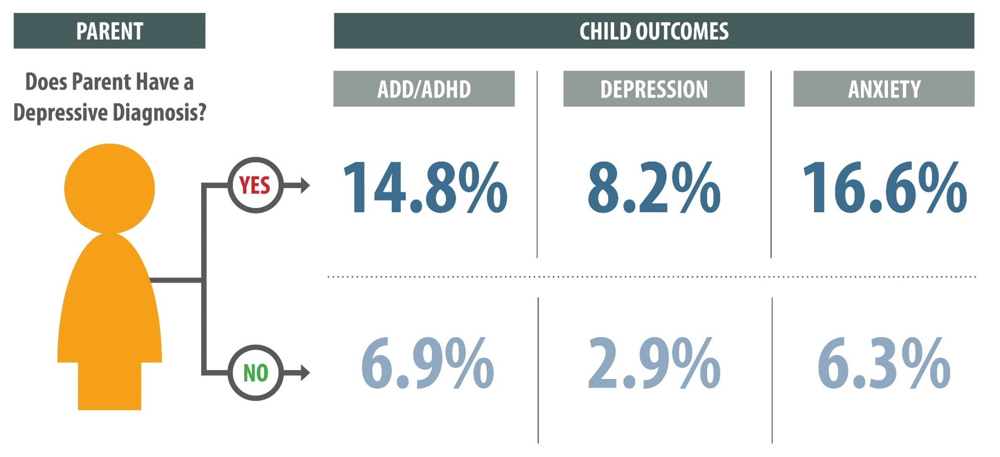 PARENT
CHILD OUTCOMES
Does Parent Have a
Depressive Diagnosis?
ADD/ADHD
DEPRESSION
ANXIETY
YES
14.8%
8.2%
16.6%
NO
6.9%
2.9%
6.3%